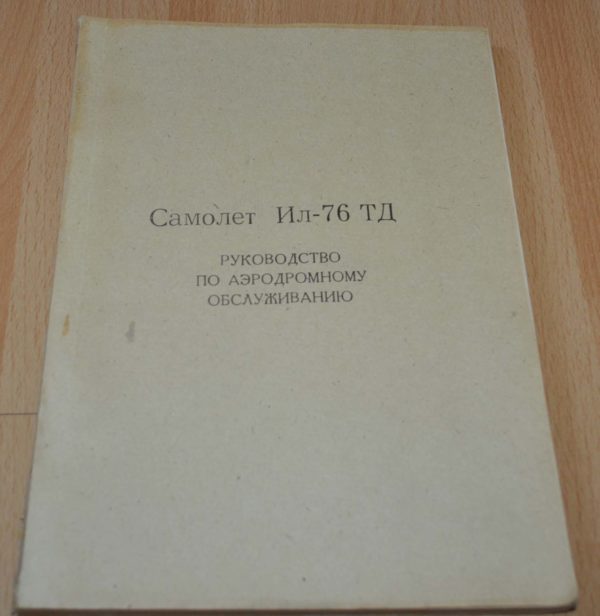 Самолет Ил-76 ТД
РУКОВОДСТВО
ПО АЭРОДРОМНОМУ
ОБСЛУЖИВАНИЮ